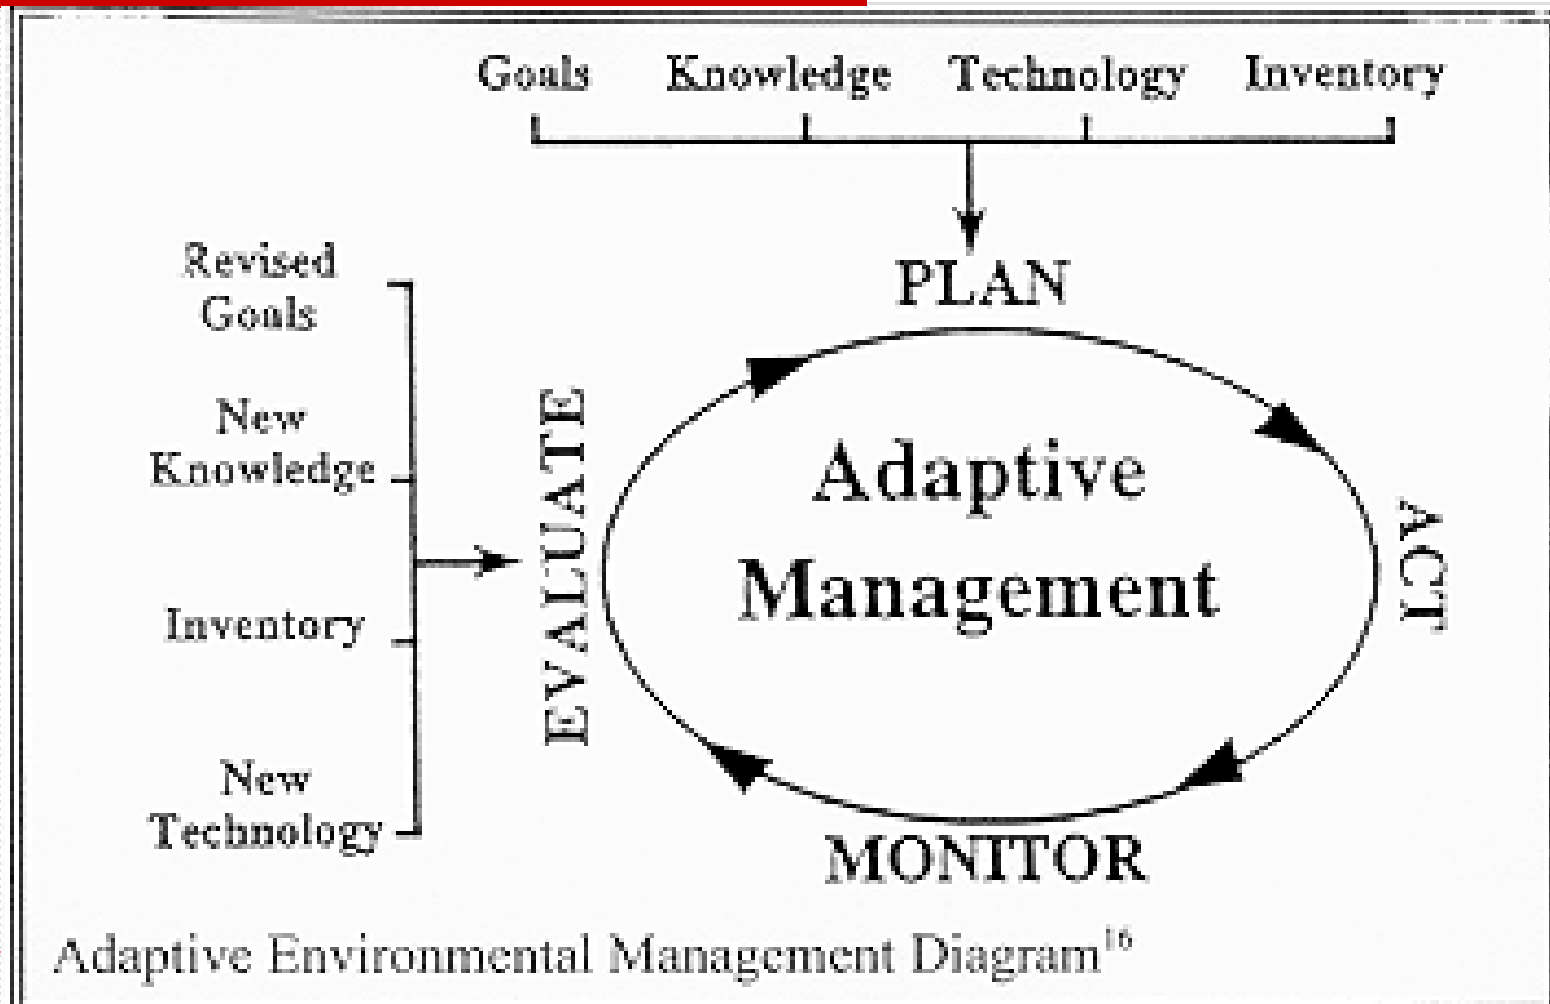 Goals Knowledge Technology Inventory
PLAN
Revised
Goals
New
Knowledge
Inventory
New
Technology
EVALUATE
Adaptive
Management
ACT
MONITOR
Adaptive Environmental Management Diagram16